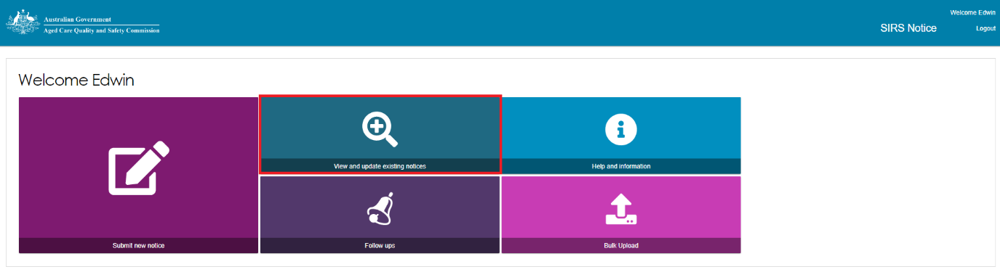 Australian Government
Aged Care Quality and Safety Commission
Welcome Edwin
SIRS Notice
Logout
Welcome Edwin
View and update existing notices
Help and information
Submit new notice
Follow ups
Bulk Upload